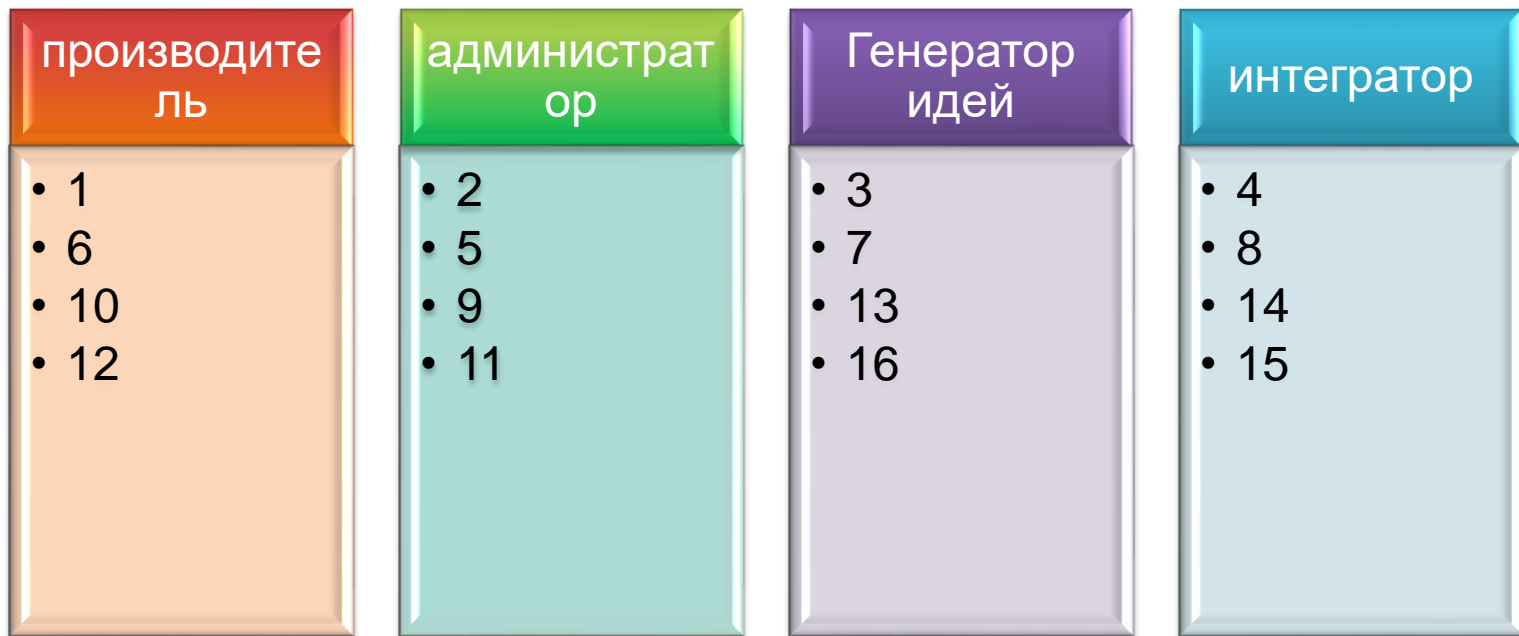 производите
ль
• 1
• 6
• 10
• 12
администрат
ор
• 2
• 5
• 9
• 11
Генератор
идей
• 3
• 7
• 13
• 16
интегратор
• 4
• 8
• 14
• 15